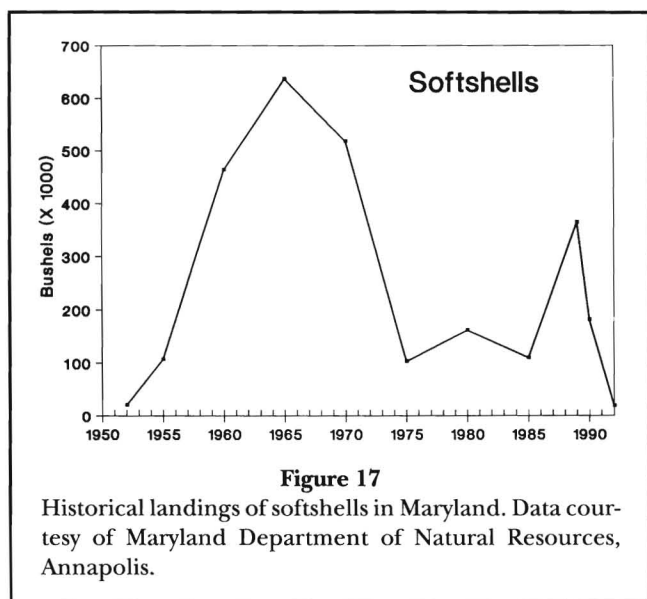 Softshells
Bushels (X 1000)
700
600
500
400
300
200
100
0
1950 1955 1960 1965 1970 1975 1980 1985 1990
Figure 17
Historical landings of softshells in Maryland. Data cour-
tesy of Maryland Department of Natural Resources,
Annapolis.